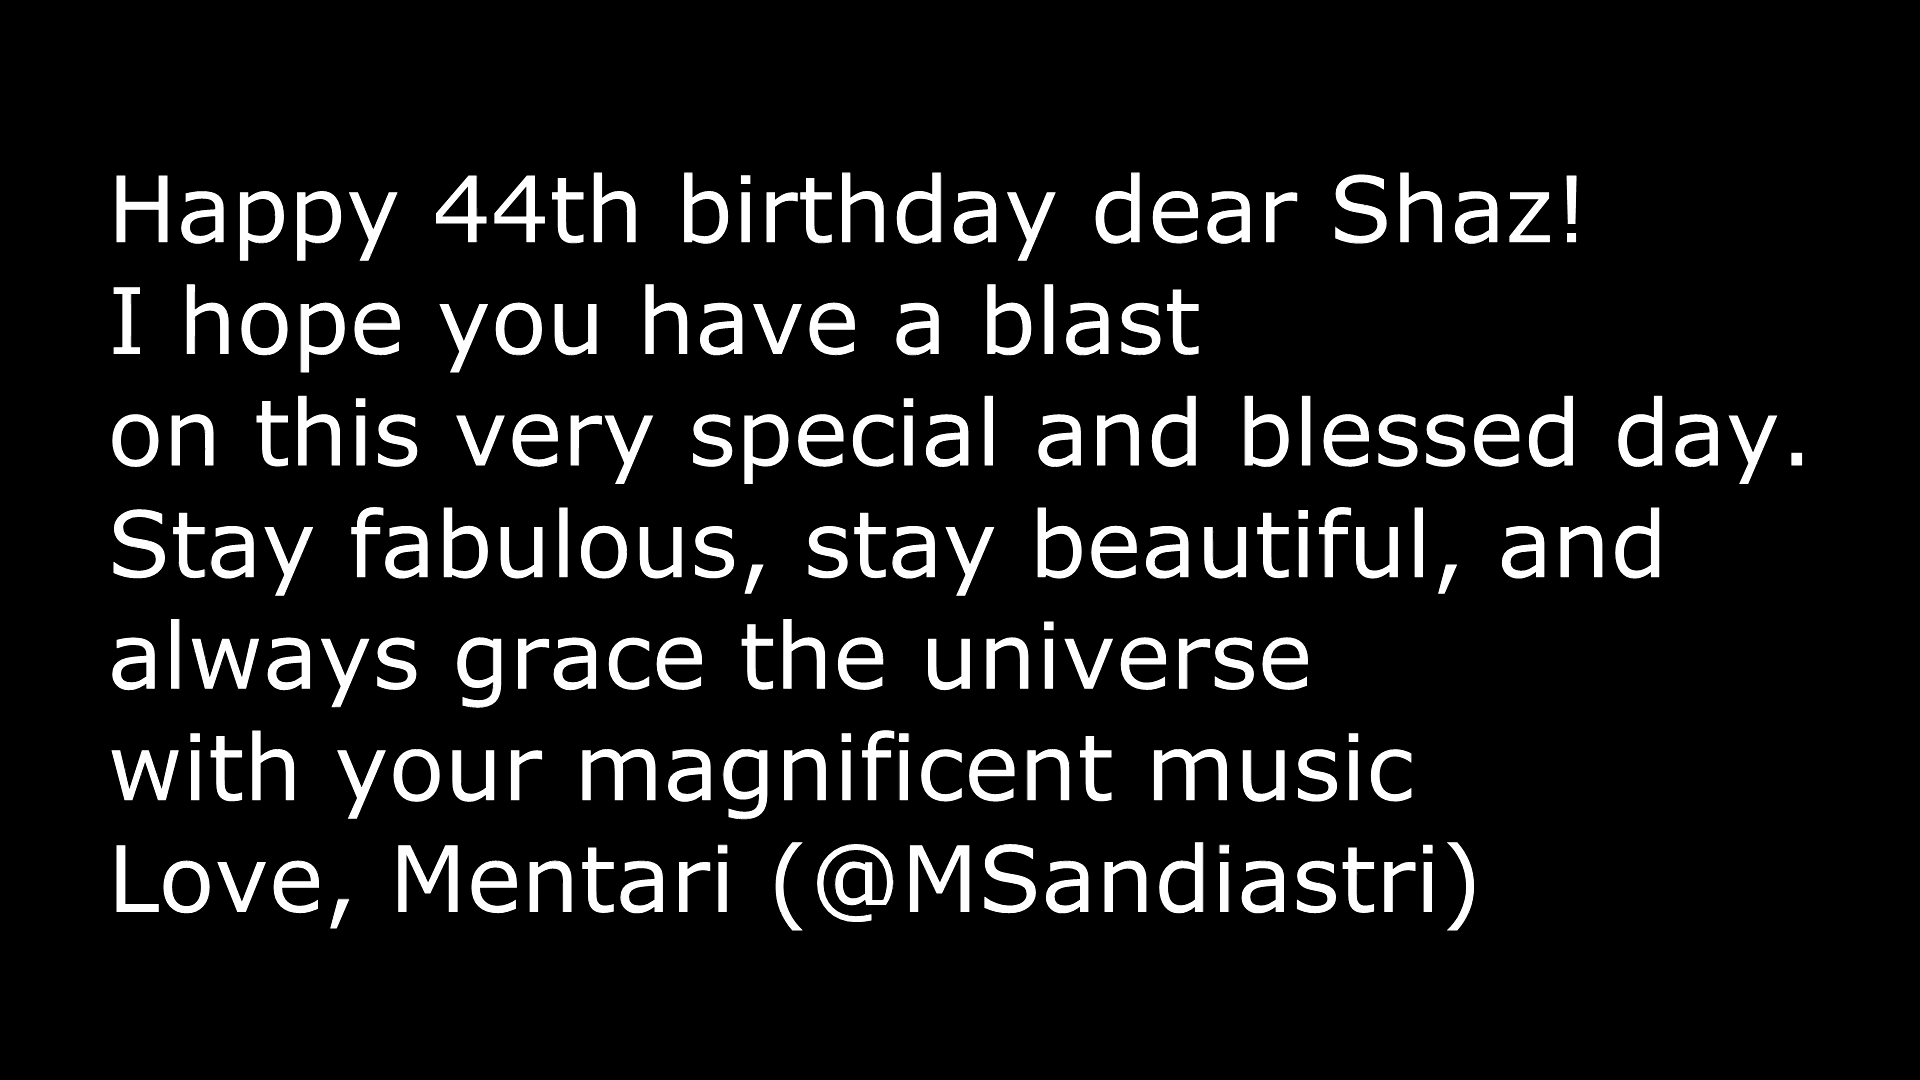 Happy 44th birthday dear Shaz!
I hope you have a blast
on this very special and blessed day.
Stay fabulous, stay beautiful, and
always grace the universe
with your magnificent music
Love, Mentari (@MSandiastri)